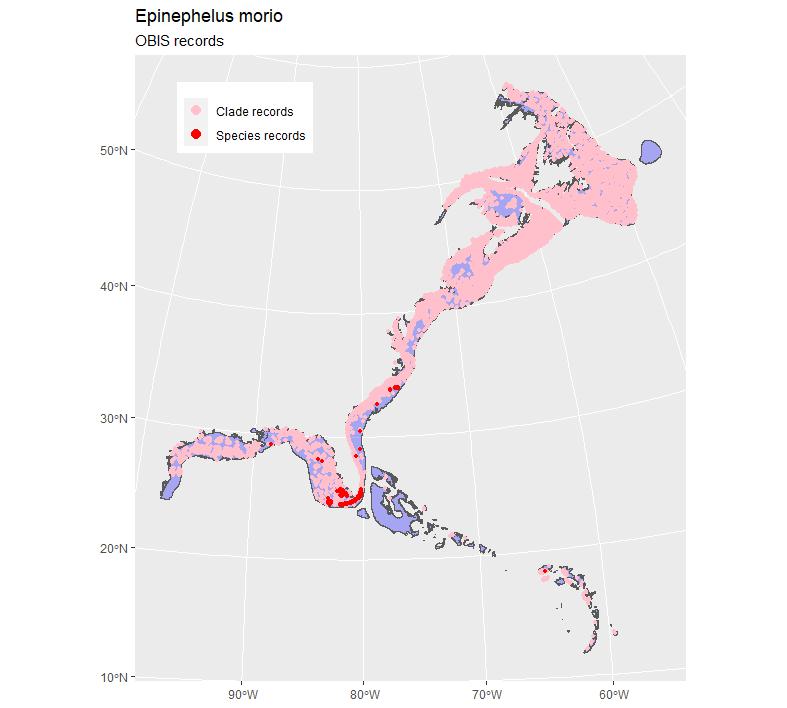 Epinephelus morio
OBIS records
Clade records
Species records
50°N
40°N
30°N
20°N
10°N
90°W 80°W 70°W 60°W